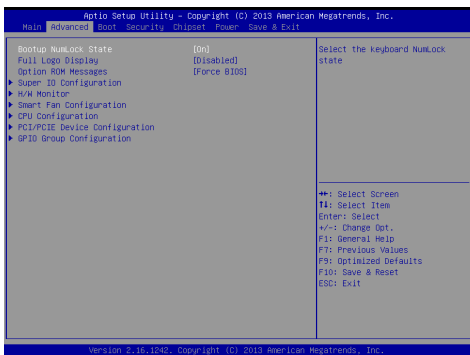 Aptio Setup Utility – Copyright (C) 2013 American Megatrends, Inc.
Main Advanced Boot Security Chipset Power Save & Exit
Bootup NumLock State [On]
Full Logo Display [Disabled]
Option ROM Messages [Force BIOS]
▶ Super IO Configuration
▶ H/W Monitor
▶ Smart Fan Configuration
▶ CPU Configuration
▶ PCI/PCIE Device Configuration
▶ GPIO Group Configuration
Select the keyboard NumLock
state
→←: Select Screen
↑↓: Select Item
Enter: Select
+/-: Change Opt.
F1: General Help
F7: Previous Values
F9: Optimized Defaults
F10: Save & Reset
ESC: Exit
Version 2.16.1242. Copyright (C) 2013 American Megatrends, Inc.